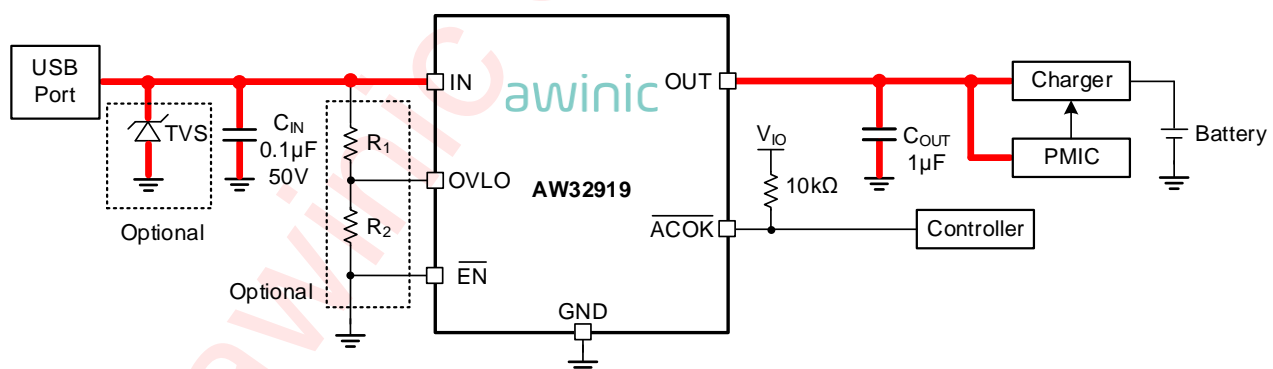 USB
Port
TVS
Optional
C_IN
0.1µF
50V
R₁
R₂
Optional
IN
OVLO
EN
awinic
AW32919
GND
OUT
ACOK
V_IO
10kΩ
C_OUT
1µF
Charger
PMIC
Battery
Controller
awinic